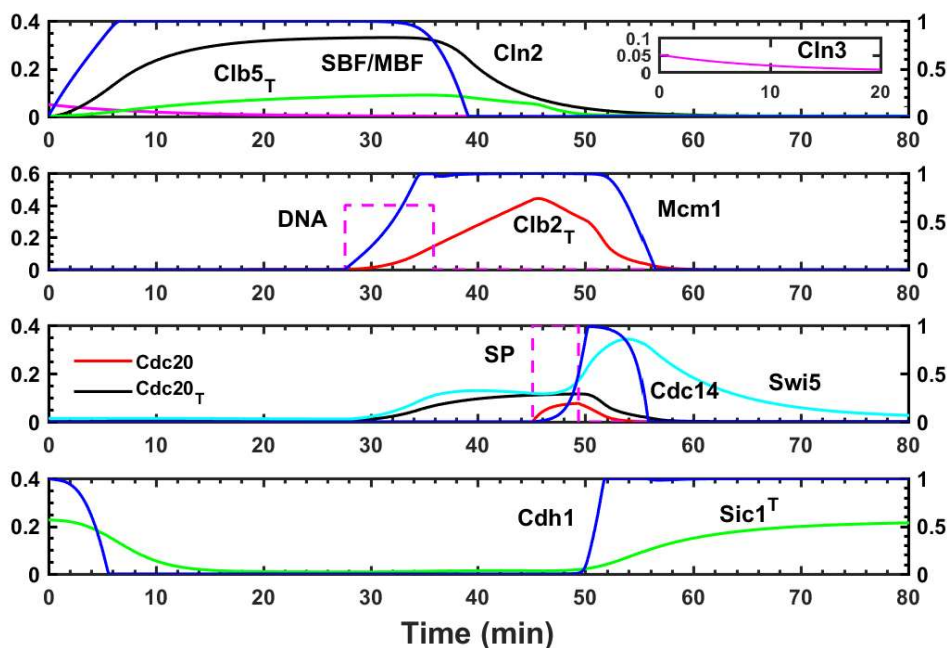 0.4 1
0.2 0.5
0 0
Clb5T
SBF/MBF
Cln2
Cln3
0.1
0.05
0
0 10 20
0 10 20 30 40 50 60 70 80
0.6 1
0.4
0.2 0.5
0 0
DNA
Clb2T
Mcm1
0 10 20 30 40 50 60 70 80
0.4 1
0.2 0.5
0 0
Cdc20
Cdc20T
SP
Cdc14
Swi5
0 10 20 30 40 50 60 70 80
0.4 1
0.2 0.5
0 0
Cdh1
Sic1T
0 10 20 30 40 50 60 70 80
Time (min)